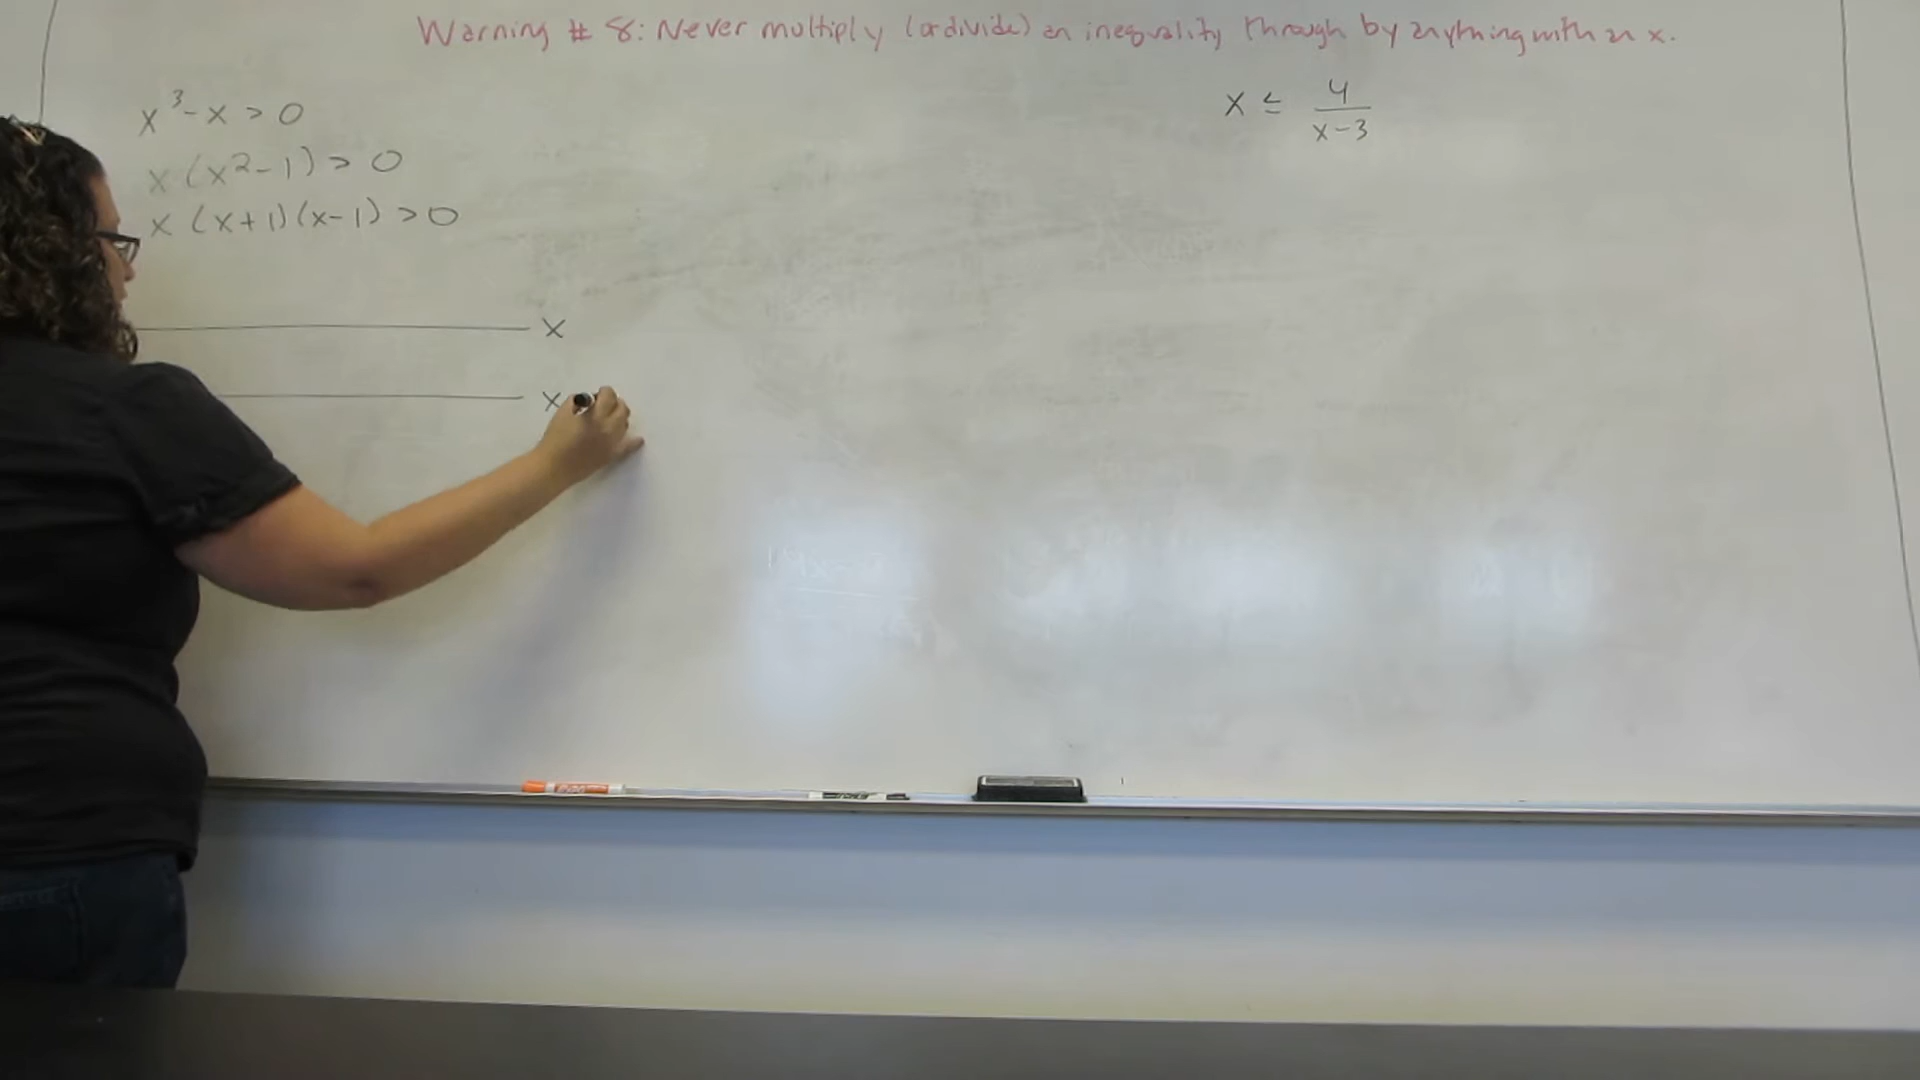 Warning # 8: Never multiply (or divide) an inequality through by anything with an x.
x³-x > 0
x (x²-1) > 0
x (x+1)(x-1) > 0
x ≤ 4/(x-3)
x
x